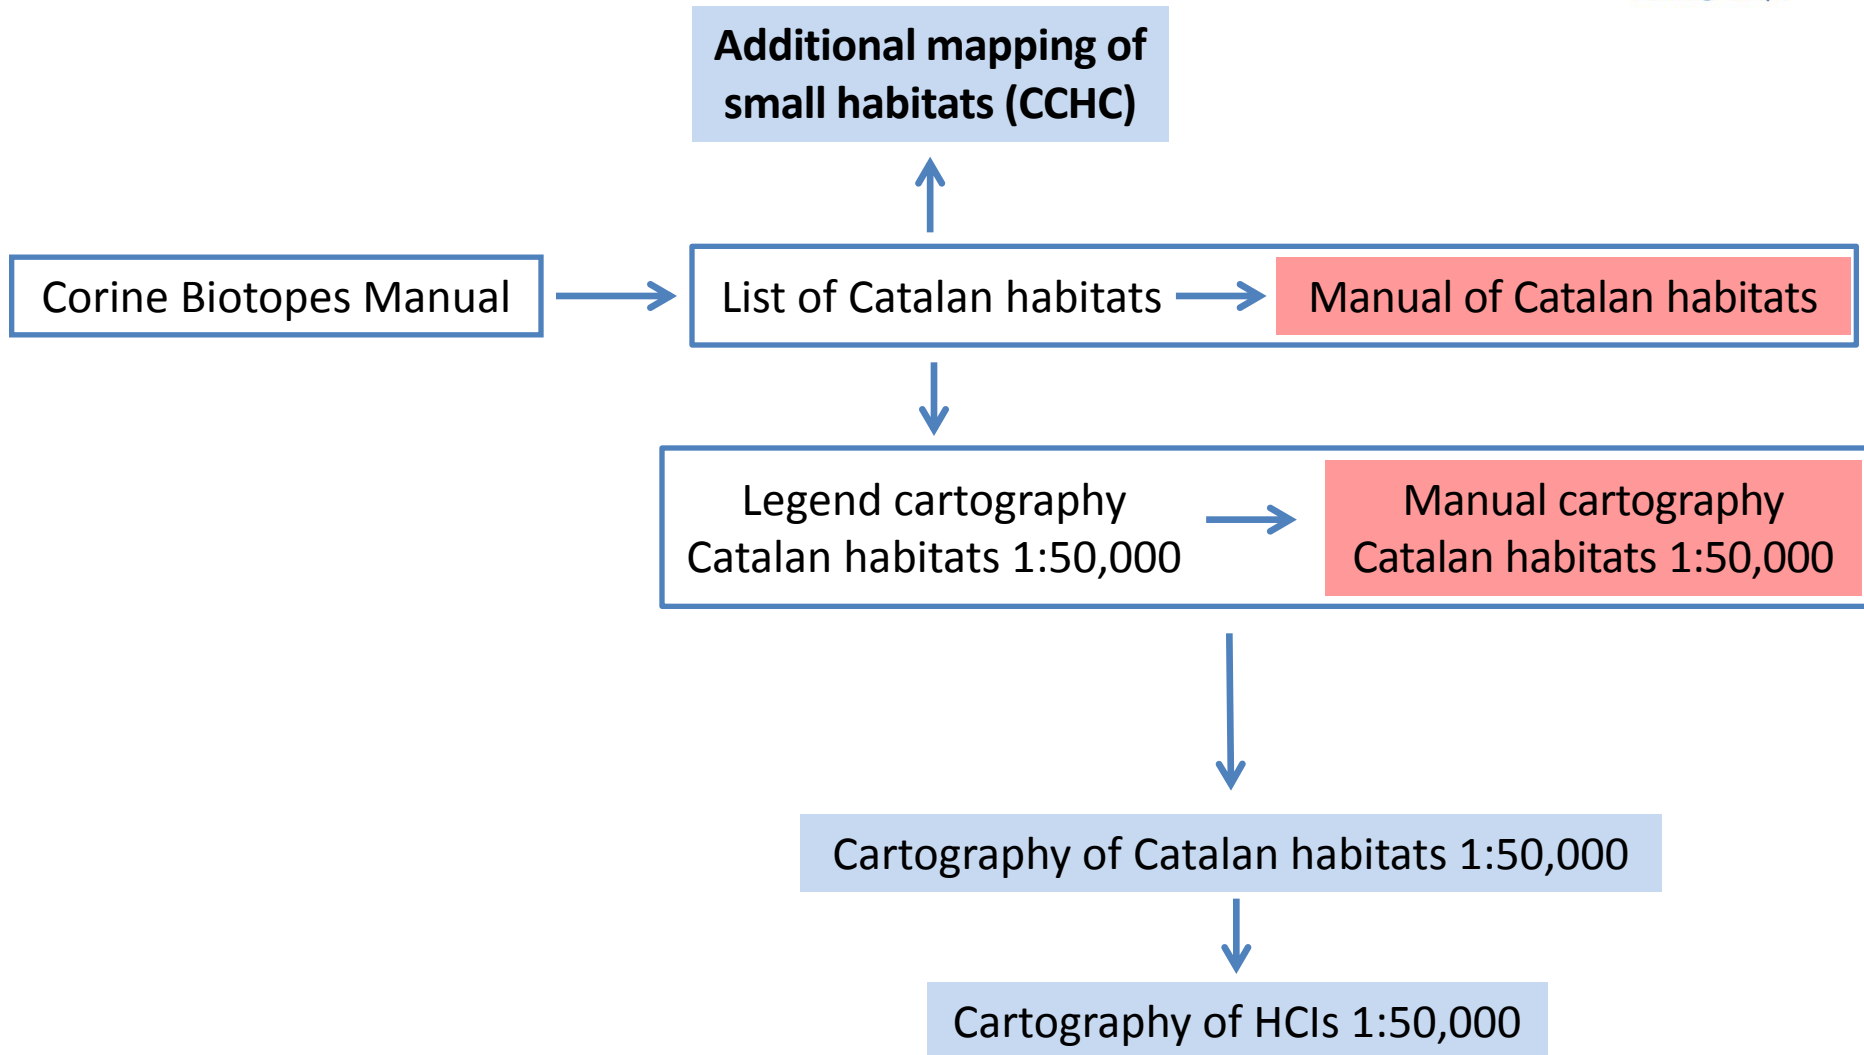 Additional mapping of
small habitats (CCHC)
Corine Biotopes Manual
List of Catalan habitats
Manual of Catalan habitats
Legend cartography
Catalan habitats 1:50,000
Manual cartography
Catalan habitats 1:50,000
Cartography of Catalan habitats 1:50,000
Cartography of HCIs 1:50,000